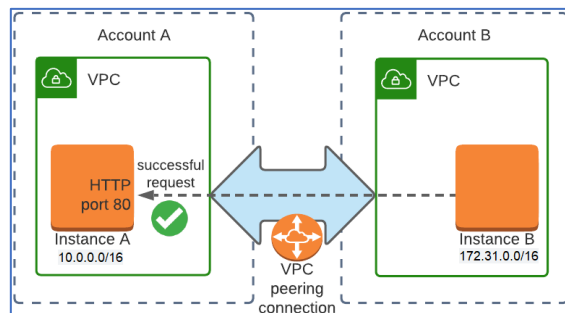 Account A
Account B
VPC
VPC
successful
request
HTTP
port 80
Instance A
10.0.0.0/16
VPC
peering
connection
Instance B
172.31.0.0/16